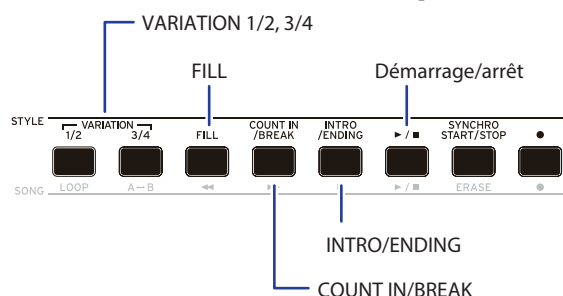 VARIATION 1/2, 3/4
FILL
Démarrage/arrêt
STYLE
VARIATION
1/2
3/4
FILL
COUNT IN
/BREAK
INTRO
/ENDING
►/■
SYNCHRO
START/STOP
●
SONG
LOOP
A↔B
◄◄
►/■
ERASE
●
INTRO/ENDING
COUNT IN/BREAK